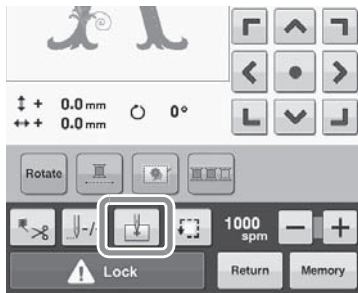 + 0.0 mm 0°
+ 0.0 mm
Rotate
1000
spm
Lock Return Memory